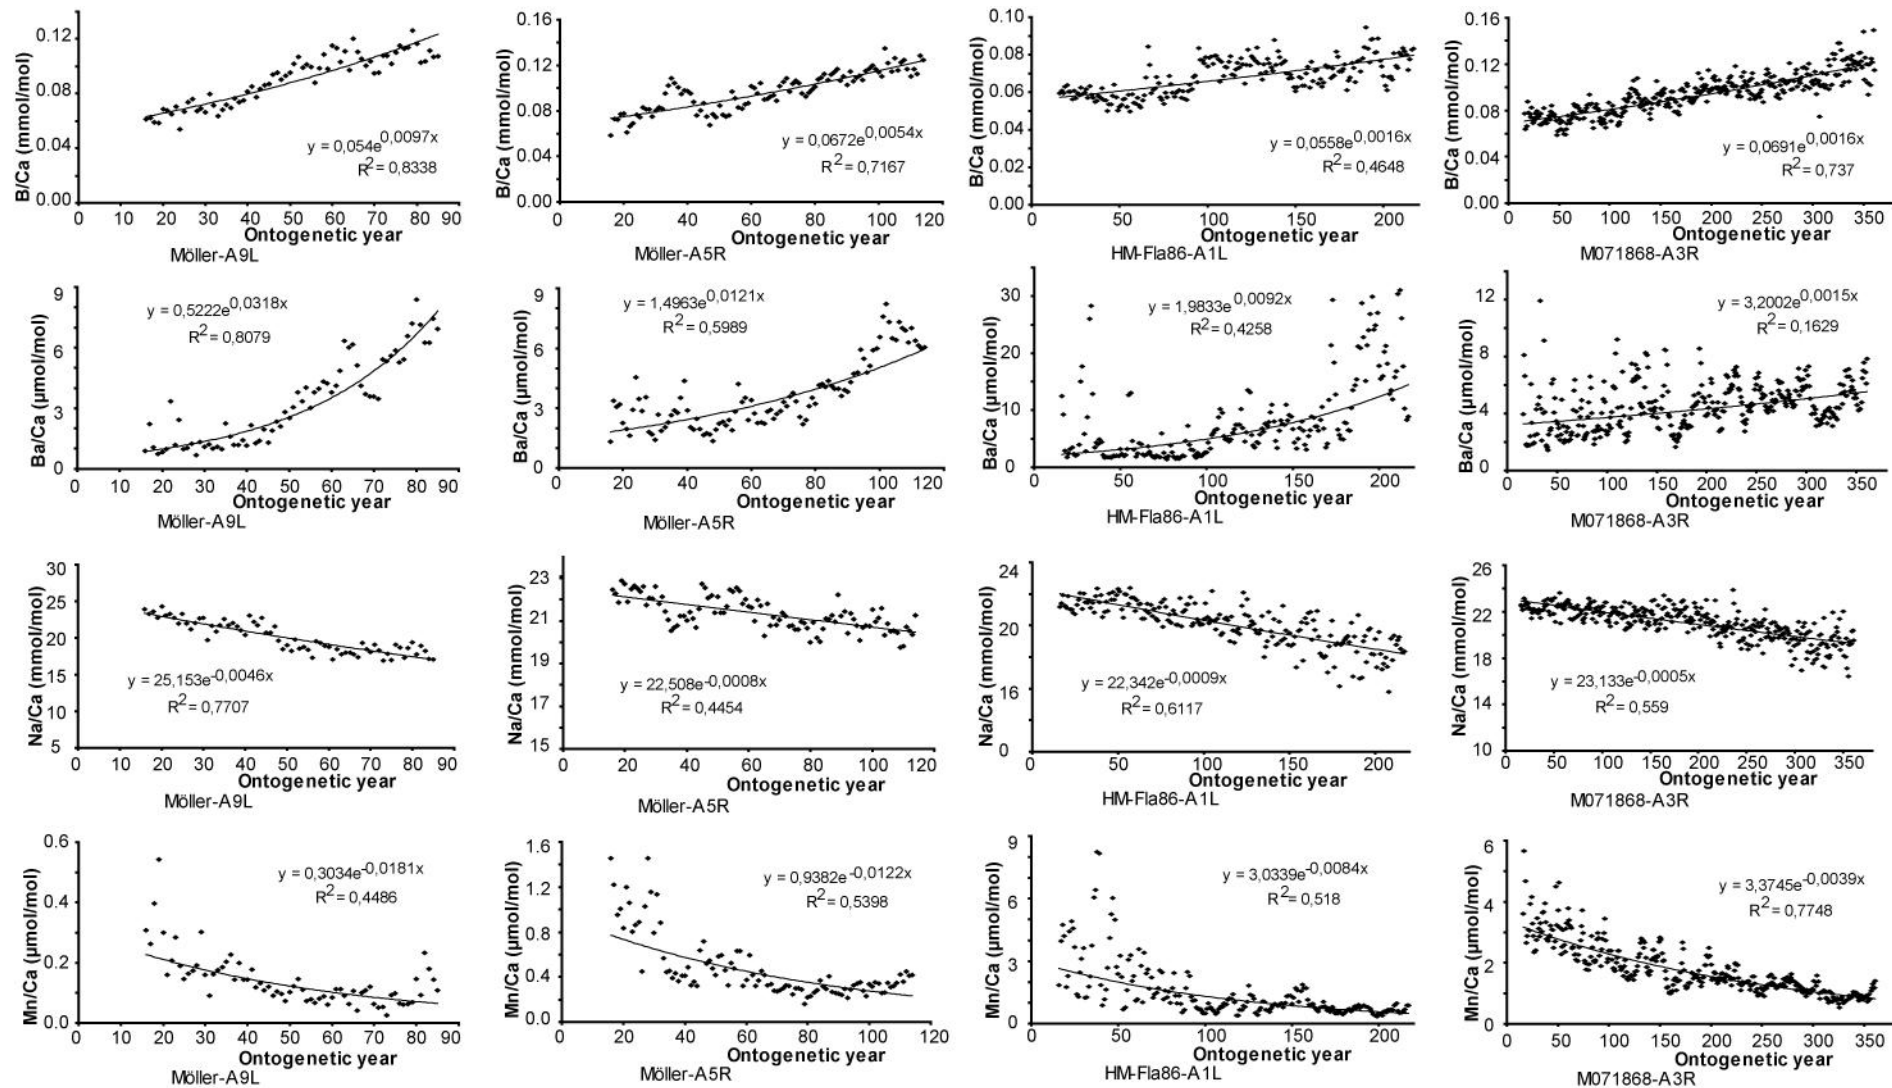 B/Ca (mmol/mol)
0.12
0.08
0.04
0.00
y = 0,054e^0,0097x
R^2 = 0,8338
0 10 20 30 40 50 60 70 80 90
Ontogenetic year
Möller-A9L
B/Ca (mmol/mol)
0.16
0.12
0.08
0.04
0.00
y = 0,0672e^0,0054x
R^2 = 0,7167
0 20 40 60 80 100 120
Ontogenetic year
Möller-A5R
B/Ca (mmol/mol)
0.10
0.08
0.06
0.04
0.02
0.00
y = 0,0558e^0,0016x
R^2 = 0,4648
0 50 100 150 200
Ontogenetic year
HM-Fla86-A1L
B/Ca (mmol/mol)
0.16
0.12
0.08
0.04
0.00
y = 0,0691e^0,0016x
R^2 = 0,737
0 50 100 150 200 250 300 350
Ontogenetic year
M071868-A3R
Ba/Ca (µmol/mol)
9
6
3
0
y = 0,5222e^0,0318x
R^2 = 0,8079
0 10 20 30 40 50 60 70 80 90
Ontogenetic year
Möller-A9L
Ba/Ca (µmol/mol)
9
6
3
0
y = 1,4963e^0,0121x
R^2 = 0,5989
0 20 40 60 80 100 120
Ontogenetic year
Möller-A5R
Ba/Ca (µmol/mol)
30
20
10
0
y = 1,9833e^0,0092x
R^2 = 0,4258
0 50 100 150 200
Ontogenetic year
HM-Fla86-A1L
Ba/Ca (µmol/mol)
12
8
4
0
y = 3,2002e^0,0015x
R^2 = 0,1629
0 50 100 150 200 250 300 350
Ontogenetic year
M071868-A3R
Na/Ca (mmol/mol)
30
25
20
15
10
5
y = 25,153e^-0,0046x
R^2 = 0,7707
0 10 20 30 40 50 60 70 80 90
Ontogenetic year
Möller-A9L
Na/Ca (mmol/mol)
23
21
19
17
15
y = 22,508e^-0,0008x
R^2 = 0,4454
0 20 40 60 80 100 120
Ontogenetic year
Möller-A5R
Na/Ca (mmol/mol)
24
20
16
0
y = 22,342e^-0,0009x
R^2 = 0,6117
0 50 100 150 200
Ontogenetic year
HM-Fla86-A1L
Na/Ca (mmol/mol)
26
22
18
14
10
y = 23,133e^-0,0005x
R^2 = 0,559
0 50 100 150 200 250 300 350
Ontogenetic year
M071868-A3R
Mn/Ca (µmol/mol)
0.6
0.4
0.2
0.0
y = 0,3034e^-0,0181x
R^2 = 0,4486
0 10 20 30 40 50 60 70 80 90
Ontogenetic year
Möller-A9L
Mn/Ca (µmol/mol)
1.6
1.2
0.8
0.4
0.0
y = 0,9382e^-0,0122x
R^2 = 0,5398
0 20 40 60 80 100 120
Ontogenetic year
Möller-A5R
Mn/Ca (µmol/mol)
9
6
3
0
y = 3,0339e^-0,0084x
R^2 = 0,518
0 50 100 150 200
Ontogenetic year
HM-Fla86-A1L
Mn/Ca (µmol/mol)
6
4
2
0
y = 3,3745e^-0,0039x
R^2 = 0,7748
0 50 100 150 200 250 300 350
Ontogenetic year
M071868-A3R